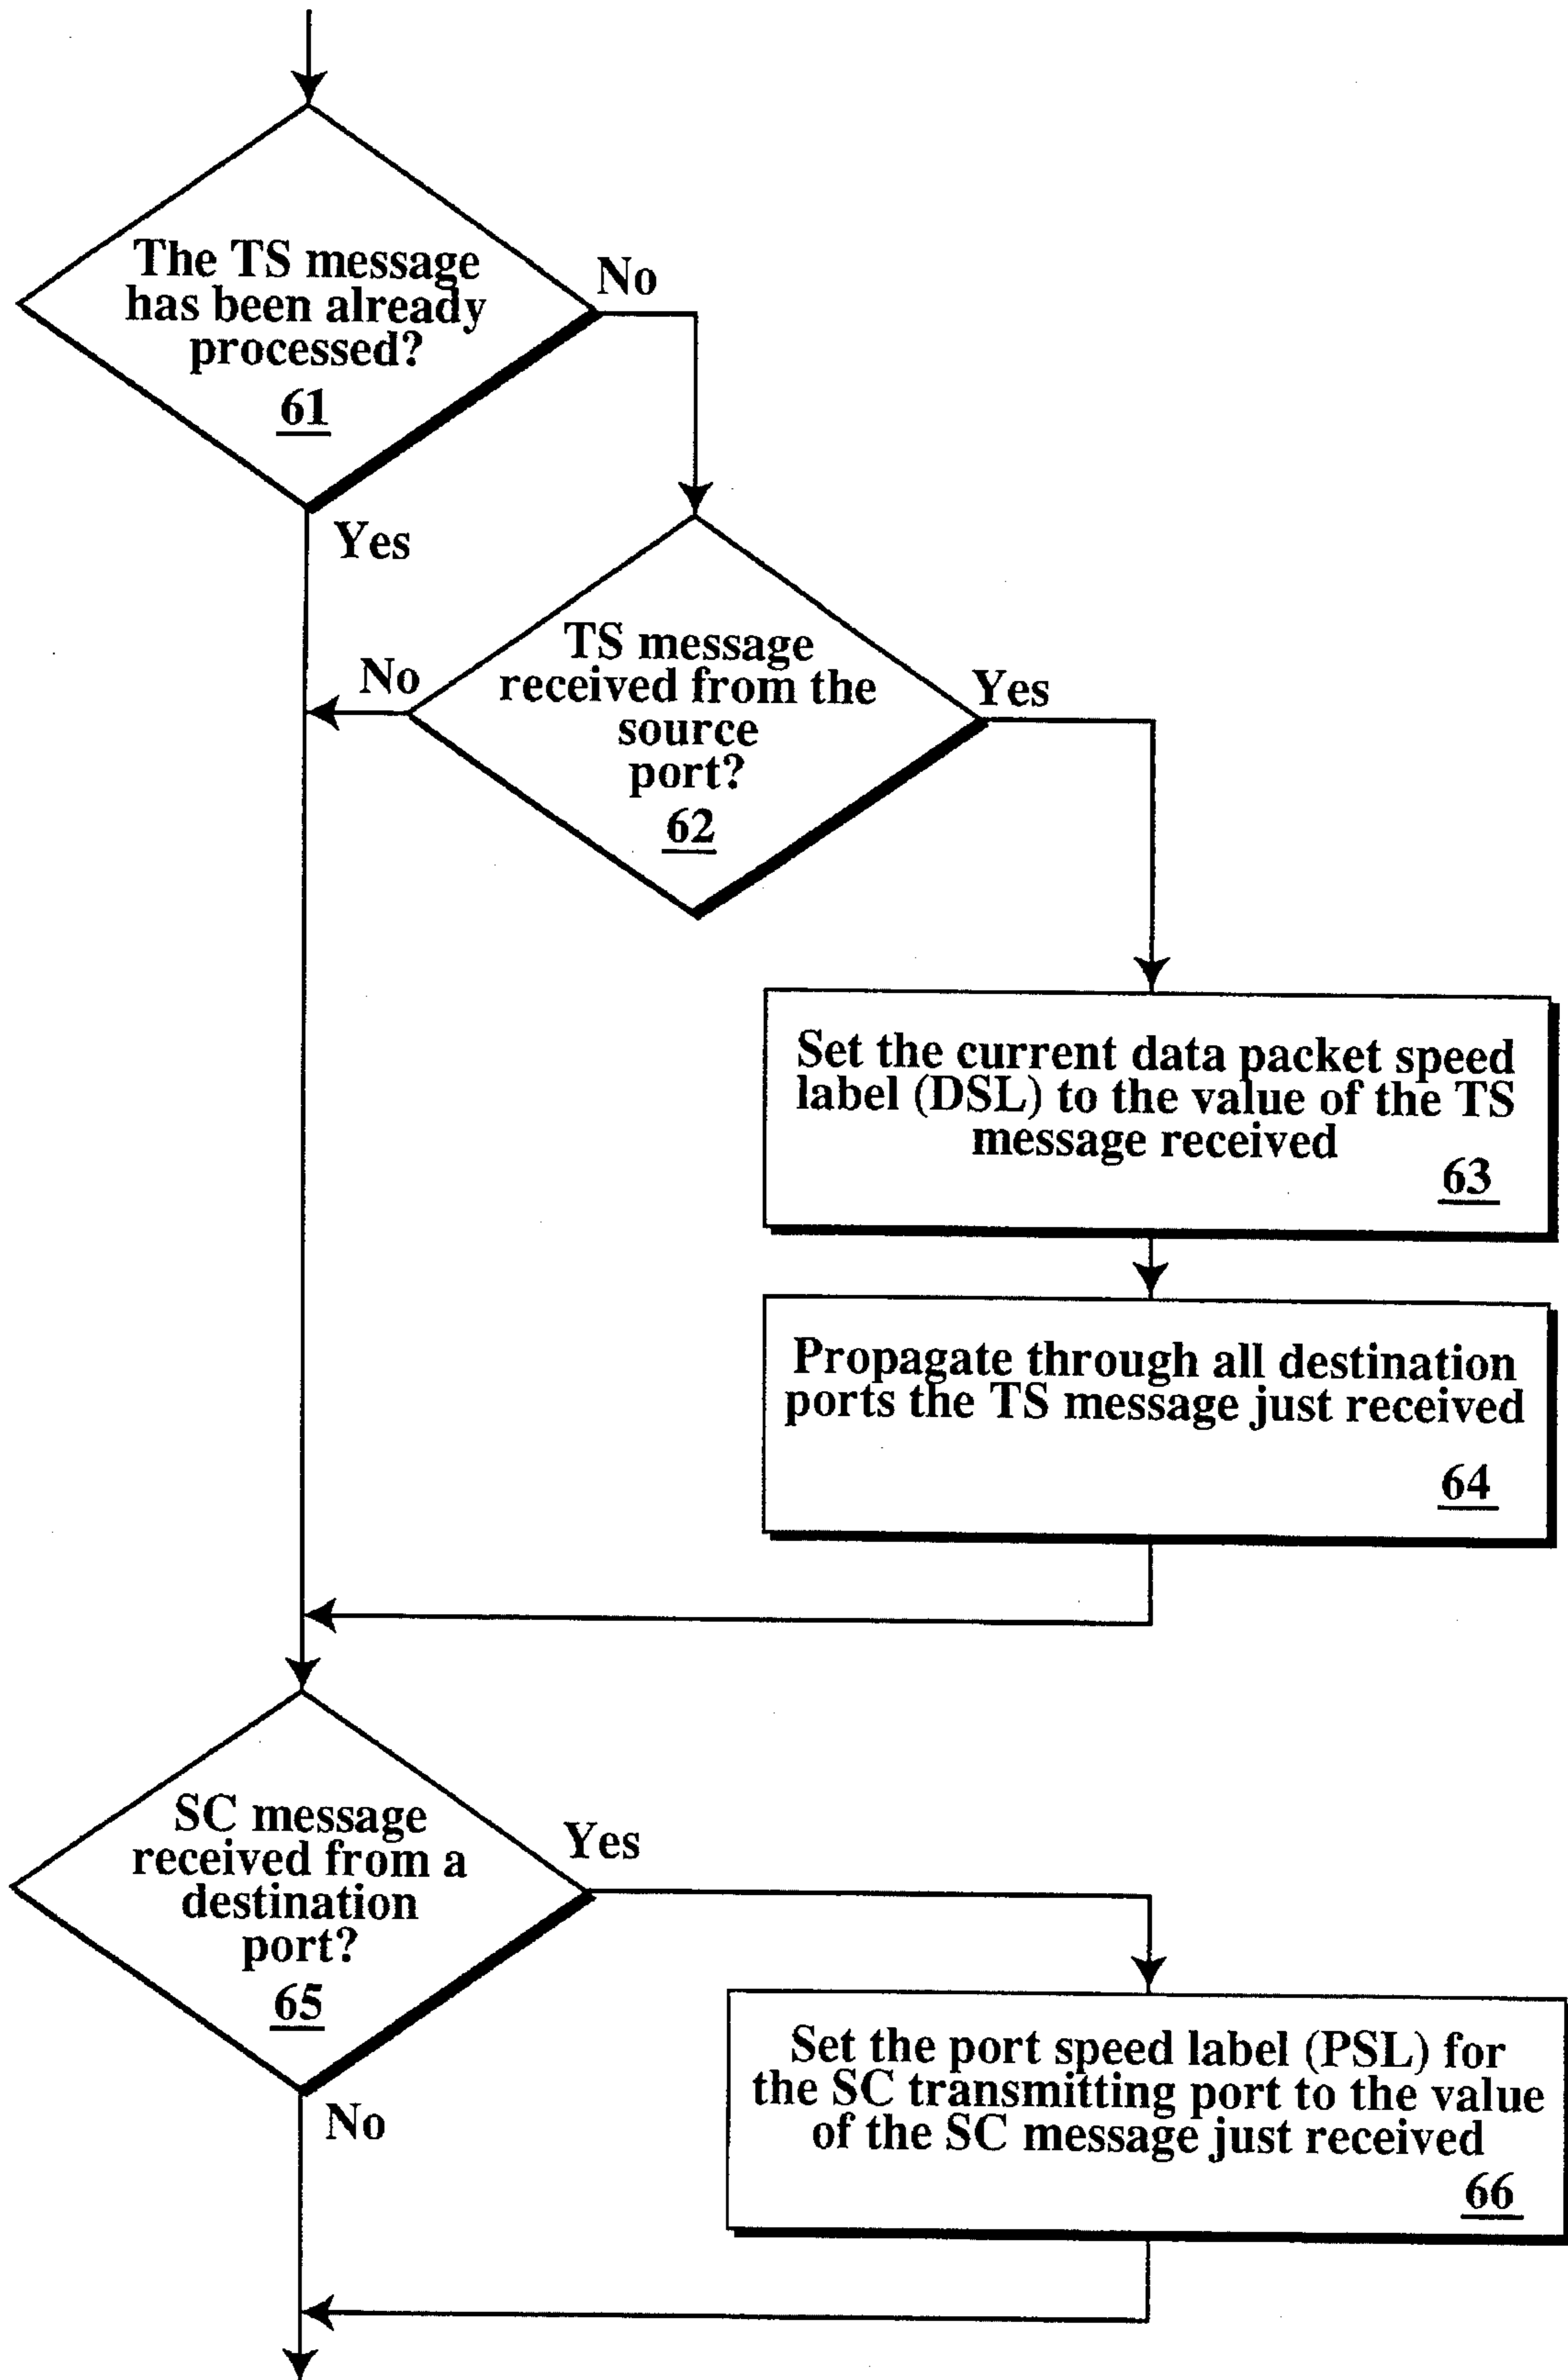 The TS message
has been already
processed?
61
No
Yes
TS message
received from the
source
port?
62
No
Yes
Set the current data packet speed
label (DSL) to the value of the TS
message received
63
Propagate through all destination
ports the TS message just received
64
SC message
received from a
destination
port?
65
Yes
No
Set the port speed label (PSL) for
the SC transmitting port to the value
of the SC message just received
66